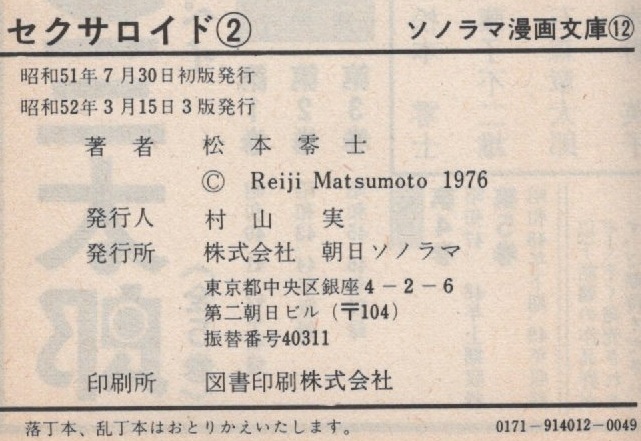 セクサロイド② ソノラマ漫画文庫⑫
昭和51年7月30日初版発行
昭和52年3月15日3版発行
著者 松本零士
© Reiji Matsumoto 1976
発行人 村山 実
発行所 株式会社 朝日ソノラマ
東京都中央区銀座4-2-6
第二朝日ビル（〒104）
振替番号40311
印刷所 図書印刷株式会社
落丁本、乱丁本はおとりかえいたします。 0171-914012-0049